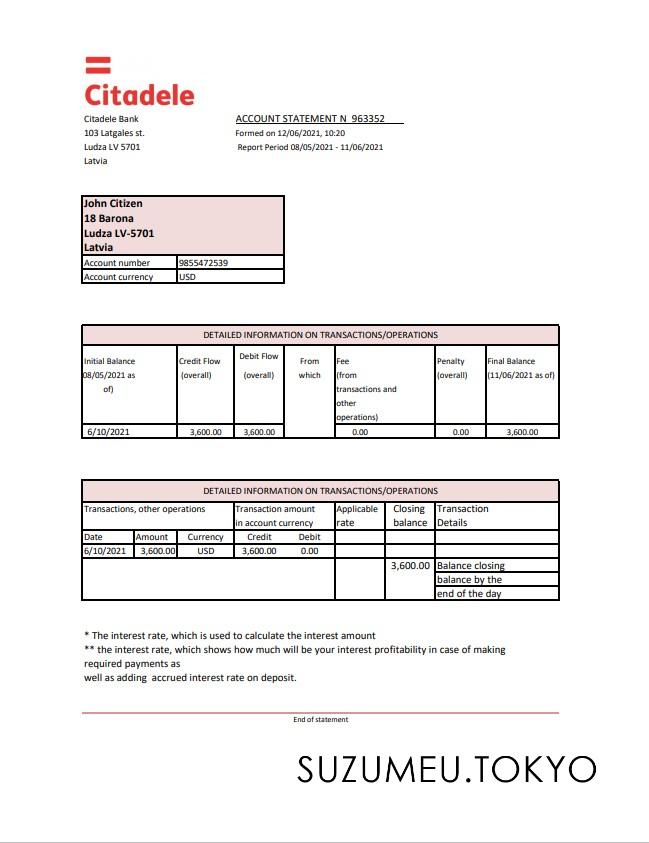 Citadele
Citadele Bank
103 Latgales st.
Ludza LV 5701
Latvia
ACCOUNT STATEMENT N 963352
Formed on 12/06/2021, 10:20
Report Period 08/05/2021 - 11/06/2021
John Citizen
18 Barona
Ludza LV-5701
Latvia
Account number 9855472539
Account currency USD
DETAILED INFORMATION ON TRANSACTIONS/OPERATIONS
Initial Balance
08/05/2021 as
of)
Credit Flow
(overall)
Debit Flow
(overall)
From
which
Fee
(from
transactions and
other
operations)
Penalty
(overall)
Final Balance
(11/06/2021 as of)
6/10/2021 3,600.00 3,600.00 0.00 0.00 3,600.00
DETAILED INFORMATION ON TRANSACTIONS/OPERATIONS
Transactions, other operations
Transaction amount
in account currency
Applicable
rate
Closing
balance
Transaction
Details
Date Amount Currency Credit Debit
6/10/2021 3,600.00 USD 3,600.00 0.00
3,600.00 Balance closing
balance by the
end of the day
* The interest rate, which is used to calculate the interest amount
** the interest rate, which shows how much will be your interest profitability in case of making
required payments as
well as adding accrued interest rate on deposit.
End of statement
SUZUMEU.TOKYO